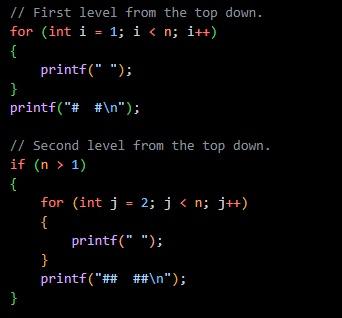 // First level from the top down.
for (int i = 1; i < n; i++)
{
    printf(" ");
}
printf("#  #\n");

// Second level from the top down.
if (n > 1)
{
    for (int j = 2; j < n; j++)
    {
        printf(" ");
    }
    printf("##  ##\n");
}